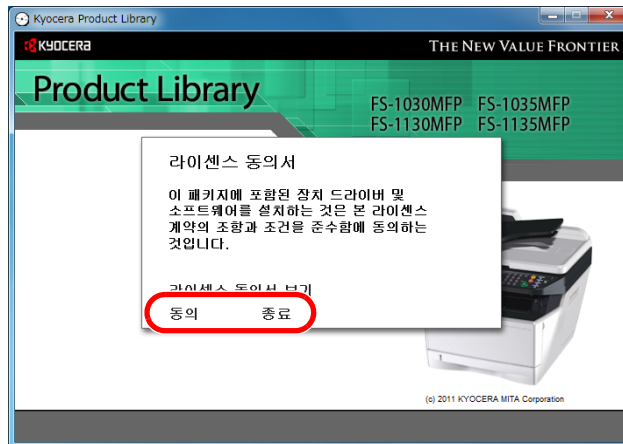 Kyocera Product Library
KYOCERA
THE NEW VALUE FRONTIER
Product Library
FS-1030MFP FS-1035MFP
FS-1130MFP FS-1135MFP
라이센스 동의서
이 패키지에 포함된 장치 드라이버 및
소프트웨어를 설치하는 것은 본 라이센스
계약의 조항과 조건을 준수함에 동의하는
것입니다.
라이센스 동의서 보기
동의 종료
(c) 2011 KYOCERA MITA Corporation